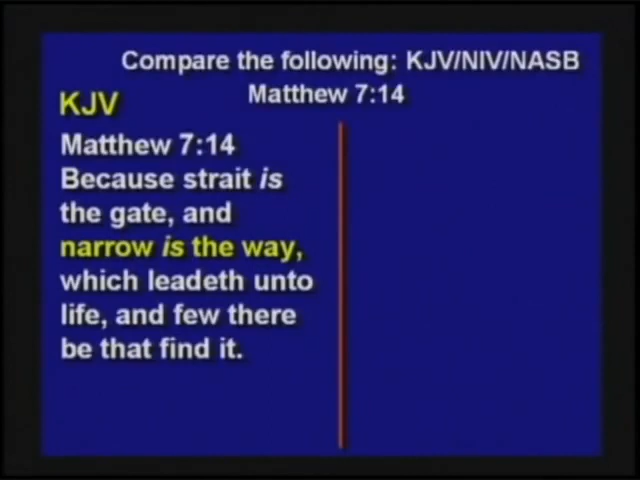 Compare the following: KJV/NIV/NASB
Matthew 7:14
KJV
Matthew 7:14
Because strait is
the gate, and
narrow is the way,
which leadeth unto
life, and few there
be that find it.